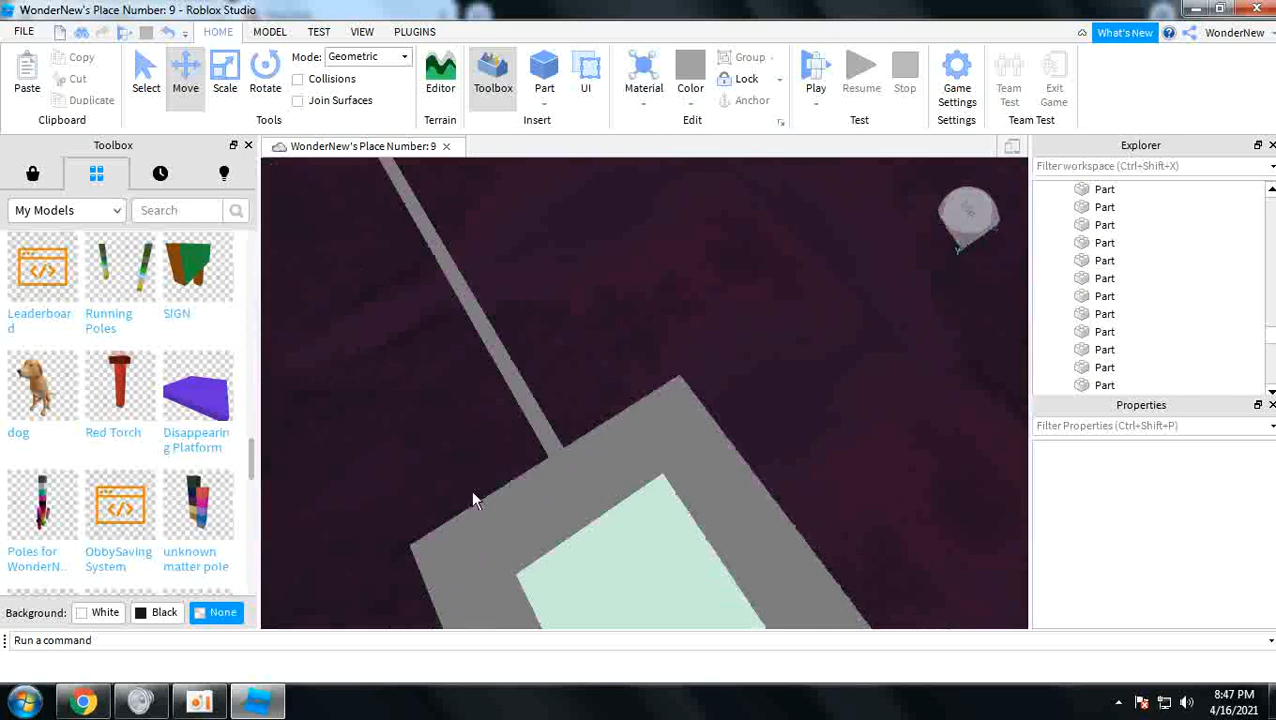 WonderNew's Place Number: 9 - Roblox Studio
FILE
HOME
MODEL
TEST
VIEW
PLUGINS
What's New
WonderNew
Paste
Copy
Cut
Duplicate
Clipboard
Select
Move
Scale
Rotate
Mode: Geometric
Collisions
Join Surfaces
Tools
Editor
Terrain
Toolbox
Part
UI
Insert
Material
Color
Group
Lock
Anchor
Edit
Play
Resume
Stop
Test
Game
Settings
Settings
Team
Test
Exit
Game
Team Test
Toolbox
WonderNew's Place Number: 9
Explorer
Filter workspace (Ctrl+Shift+X)
My Models
Search
Part
Part
Part
Part
Part
Part
Part
Part
Part
Part
Part
Part
Leaderboar
d
Running
Poles
SIGN
dog
Red Torch
Disappearin
g Platform
Poles for
WonderN...
ObbySaving
System
unknown
matter pole
Properties
Filter Properties (Ctrl+Shift+P)
Background:
White
Black
None
Run a command
8:47 PM
4/16/2021